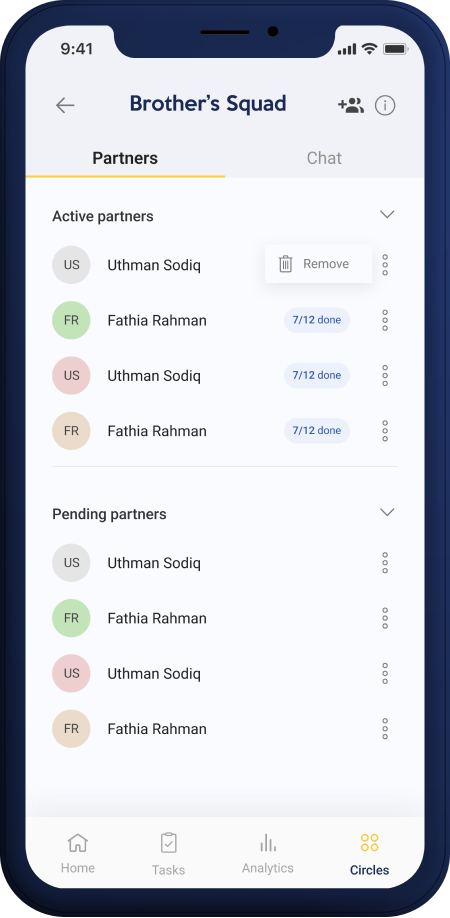 9:41
Brother's Squad
Partners Chat
Active partners
US Uthman Sodiq Remove
FR Fathia Rahman 7/12 done
US Uthman Sodiq 7/12 done
FR Fathia Rahman 7/12 done
Pending partners
US Uthman Sodiq
FR Fathia Rahman
US Uthman Sodiq
FR Fathia Rahman
Home Tasks Analytics Circles